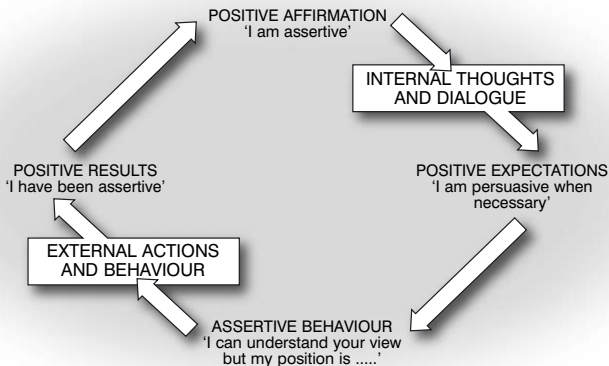 POSITIVE AFFIRMATION
‘I am assertive’
INTERNAL THOUGHTS
AND DIALOGUE
POSITIVE EXPECTATIONS
‘I am persuasive when
necessary’
ASSERTIVE BEHAVIOUR
‘I can understand your view
but my position is .....’
EXTERNAL ACTIONS
AND BEHAVIOUR
POSITIVE RESULTS
‘I have been assertive’